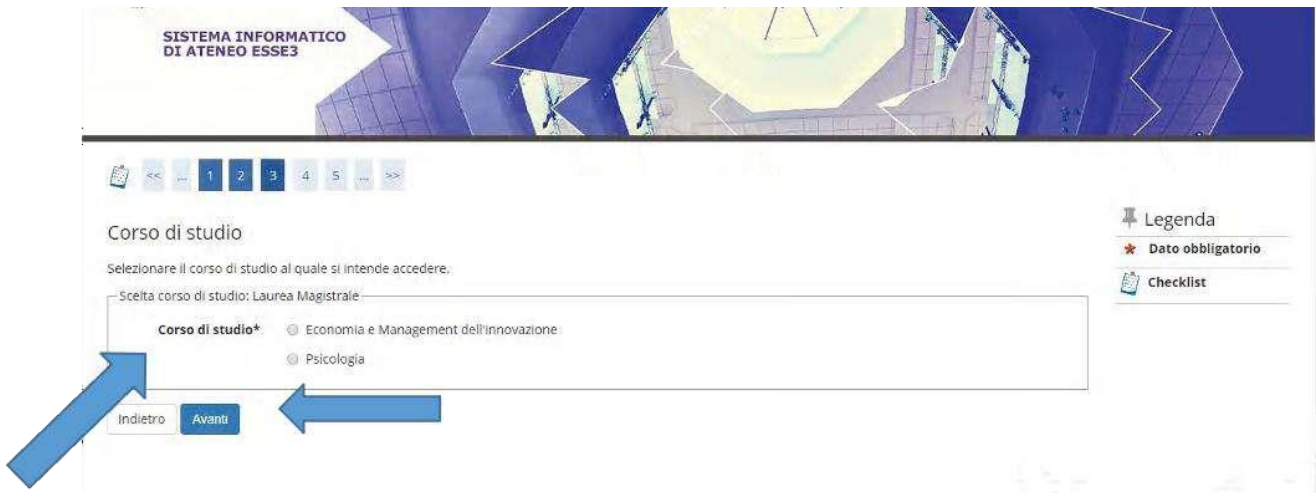 SISTEMA INFORMATICO
DI ATENEO ESSE3
<< ... 1 2 3 4 5 ... >>
Corso di studio
Selezionare il corso di studio al quale si intende accedere.
Scelta corso di studio: Laurea Magistrale
Corso di studio* Economia e Management dell'innovazione
Psicologia
Indietro Avanti
Legenda
* Dato obbligatorio
Checklist